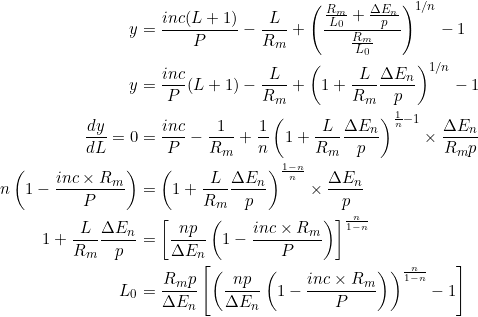 y = \frac{inc(L+1)}{P} - \frac{L}{R_m} + \left( \frac{\frac{R_m}{L_0} + \frac{\Delta E_n}{p}}{\frac{R_m}{L_0}} \right)^{1/n} - 1
y = \frac{inc}{P}(L+1) - \frac{L}{R_m} + \left( 1 + \frac{L}{R_m} \frac{\Delta E_n}{p} \right)^{1/n} - 1
\frac{dy}{dL} = 0 = \frac{inc}{P} - \frac{1}{R_m} + \frac{1}{n} \left( 1 + \frac{L}{R_m} \frac{\Delta E_n}{p} \right)^{\frac{1}{n} - 1} \times \frac{\Delta E_n}{R_m p}
n \left( 1 - \frac{inc \times R_m}{P} \right) = \left( 1 + \frac{L}{R_m} \frac{\Delta E_n}{p} \right)^{\frac{1-n}{n}} \times \frac{\Delta E_n}{p}
1 + \frac{L}{R_m} \frac{\Delta E_n}{p} = \left[ \frac{np}{\Delta E_n} \left( 1 - \frac{inc \times R_m}{P} \right) \right]^{\frac{n}{1-n}}
L_0 = \frac{R_m p}{\Delta E_n} \left[ \left( \frac{np}{\Delta E_n} \left( 1 - \frac{inc \times R_m}{P} \right) \right)^{\frac{n}{1-n}} - 1 \right]